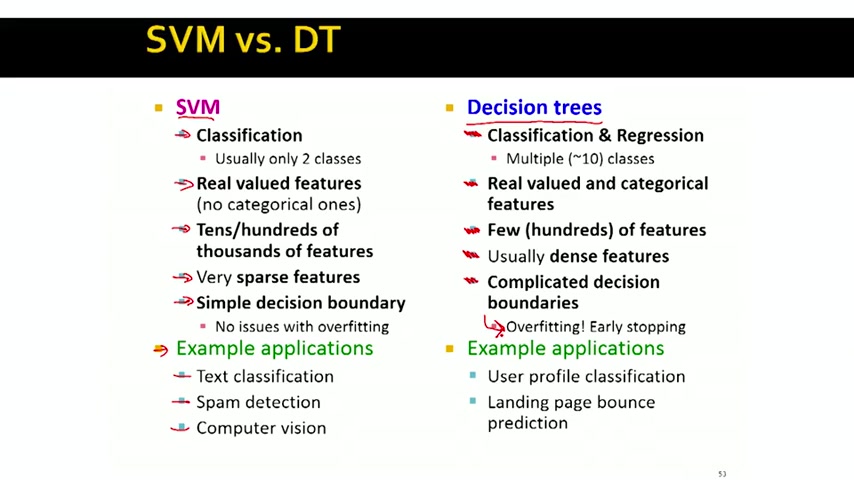 SVM vs. DT
SVM
Classification
Usually only 2 classes
Real valued features
(no categorical ones)
Tens/hundreds of
thousands of features
Very sparse features
Simple decision boundary
No issues with overfitting
Example applications
Text classification
Spam detection
Computer vision
Decision trees
Classification & Regression
Multiple (~10) classes
Real valued and categorical
features
Few (hundreds) of features
Usually dense features
Complicated decision
boundaries
Overfitting! Early stopping
Example applications
User profile classification
Landing page bounce
prediction
53